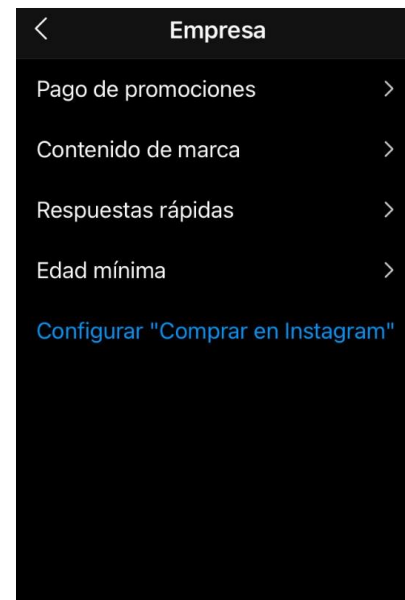 Empresa
Pago de promociones
Contenido de marca
Respuestas rápidas
Edad mínima
Configurar "Comprar en Instagram"